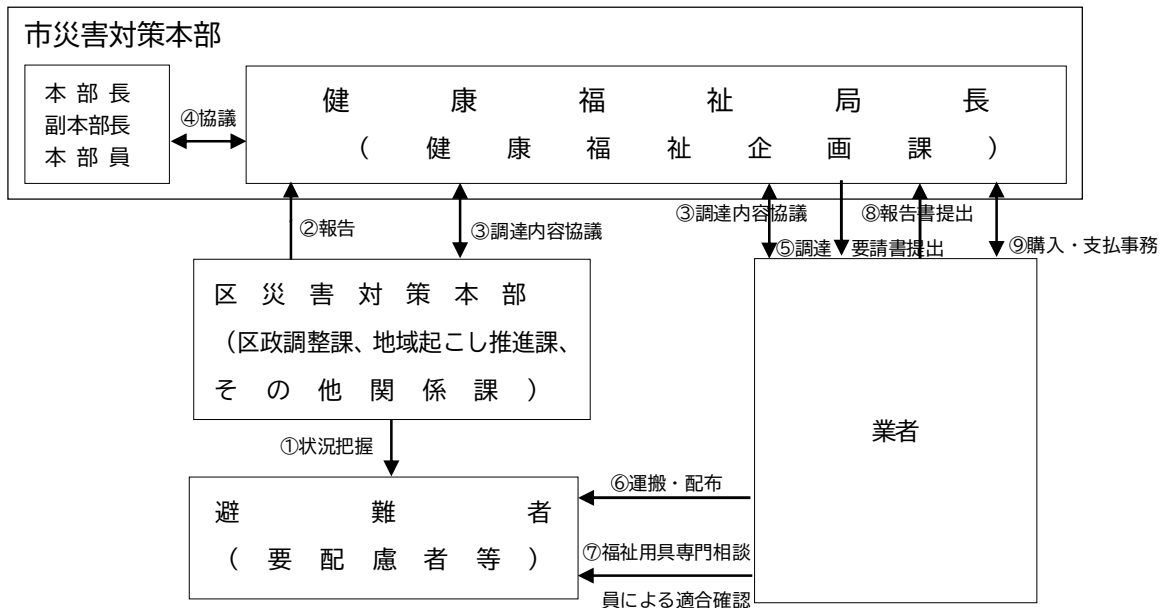 市災害対策本部
本部長
副本部長
本部員
④協議
健康福祉局長
(健康福祉企画課)
②報告
③調達内容協議
③調達内容協議
⑧報告書提出
⑤調達要請書提出
⑨購入・支払事務
区災害対策本部
(区政調整課、地域起こし推進課、
その他関係課)
業者
①状況把握
避難者
(要配慮者等)
⑥運搬・配布
⑦福祉用具専門相談
員による適合確認